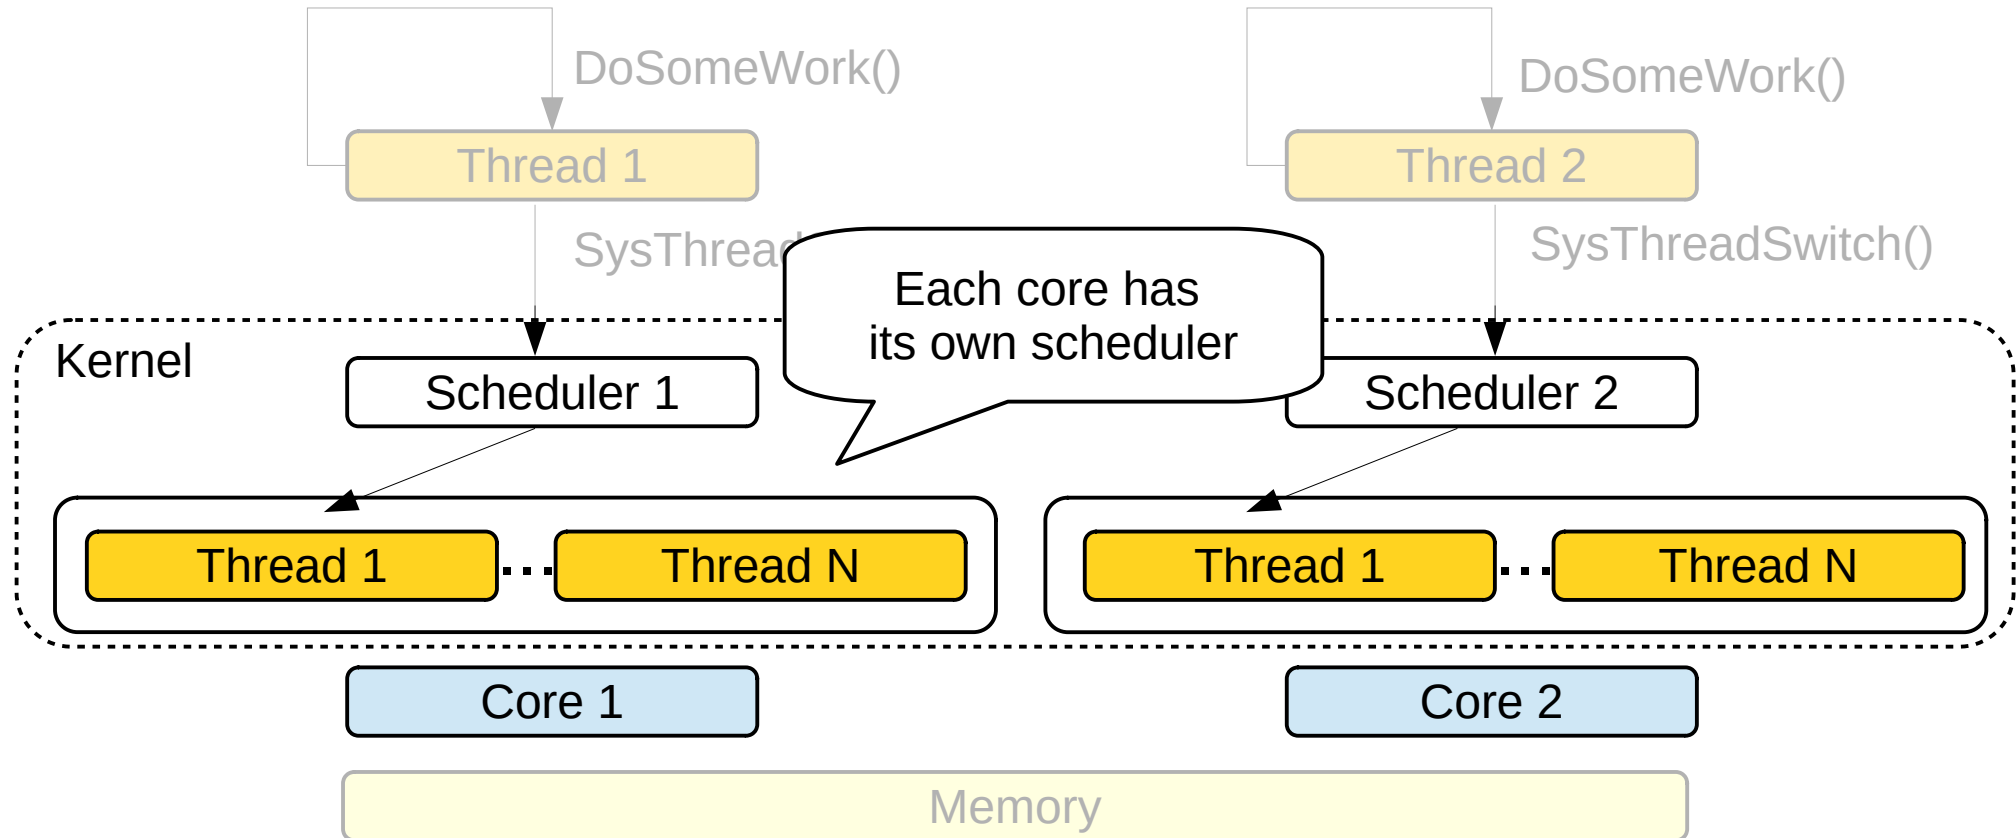 DoSomeWork()
DoSomeWork()
Thread 1
Thread 2
SysThread
SysThreadSwitch()
Each core has
its own scheduler
Kernel
Scheduler 1
Scheduler 2
Thread 1
Thread N
Thread 1
Thread N
Core 1
Core 2
Memory